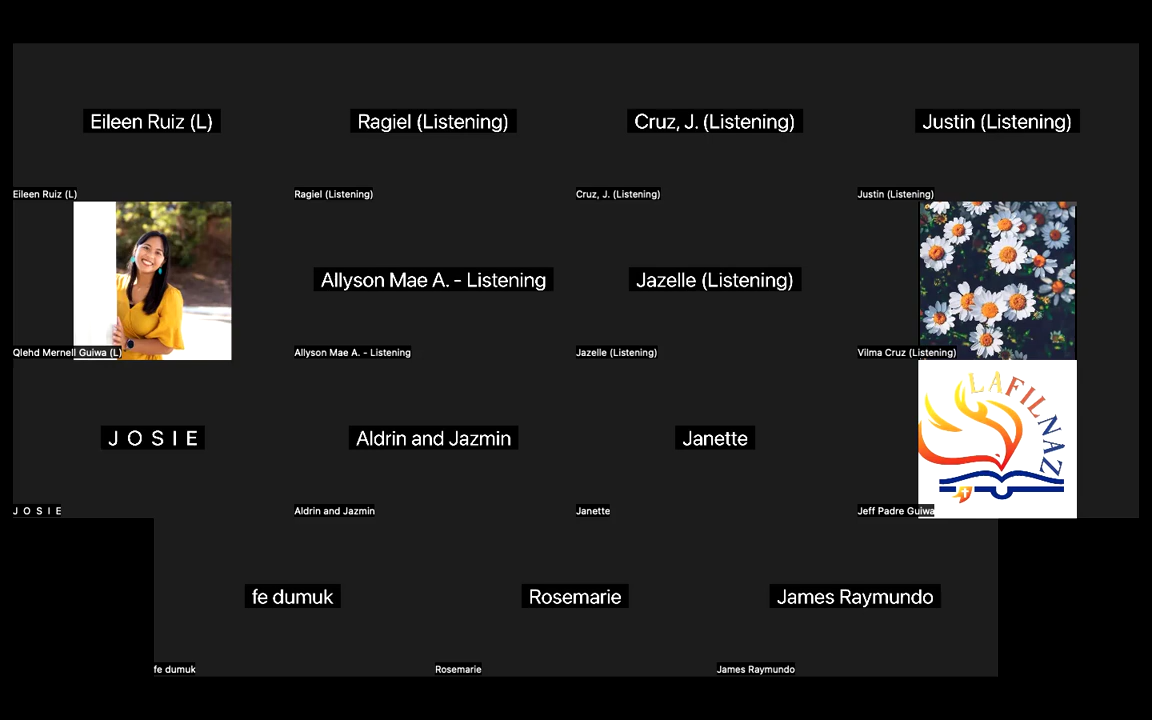 Eileen Ruiz (L)
Ragiel (Listening)
Cruz, J. (Listening)
Justin (Listening)
Eileen Ruiz (L)
Ragiel (Listening)
Cruz, J. (Listening)
Justin (Listening)
Allyson Mae A. - Listening
Jazelle (Listening)
Qlehd Mernell Guiwa (L)
Allyson Mae A. - Listening
Jazelle (Listening)
Vilma Cruz (Listening)
J O S I E
Aldrin and Jazmin
Janette
LAFILNAZ
J O S I E
Aldrin and Jazmin
Janette
Jeff Padre Guiwa
fe dumuk
Rosemarie
James Raymundo
fe dumuk
Rosemarie
James Raymundo